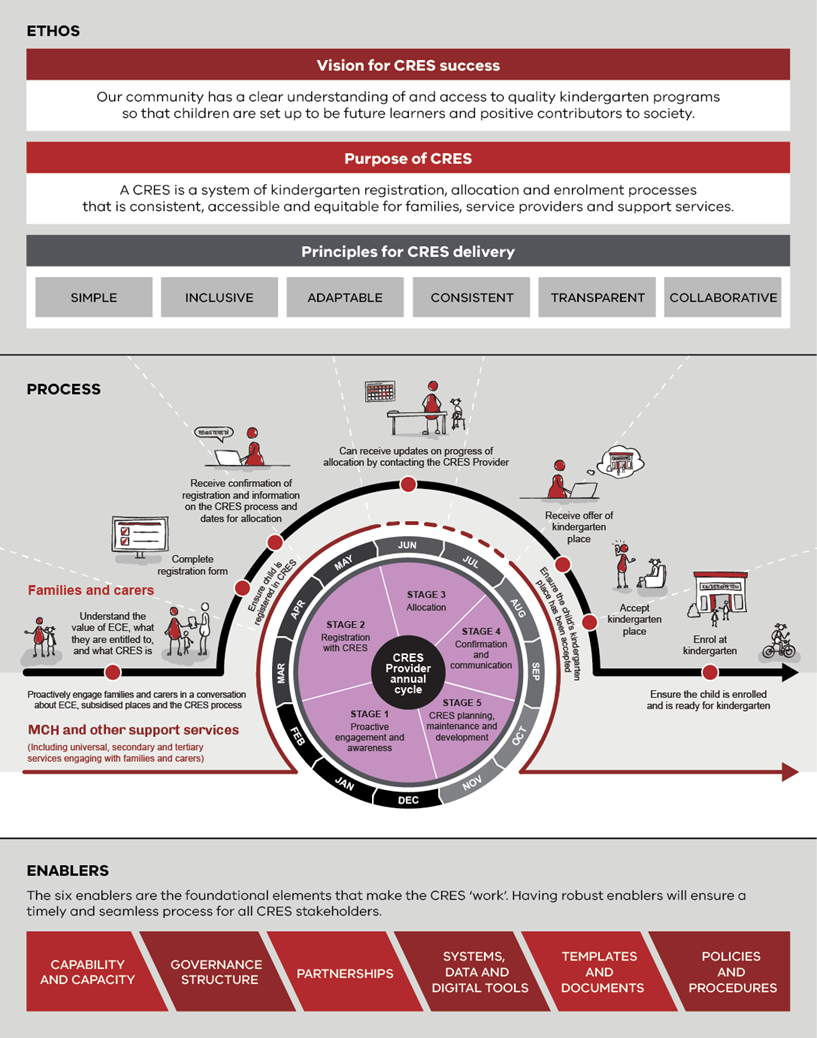 ETHOS
Vision for CRES success
Our community has a clear understanding of and access to quality kindergarten programs
so that children are set up to be future learners and positive contributors to society.
Purpose of CRES
A CRES is a system of kindergarten registration, allocation and enrolment processes
that is consistent, accessible and equitable for families, service providers and support services.
Principles for CRES delivery
SIMPLE
INCLUSIVE
ADAPTABLE
CONSISTENT
TRANSPARENT
COLLABORATIVE
PROCESS
Families and carers
Understand the
value of ECE, what
they are entitled to,
and what CRES is
Complete
registration form
Receive confirmation of
registration and information
on the CRES process and
dates for allocation
Can receive updates on progress of
allocation by contacting the CRES Provider
Receive offer of
kindergarten
place
Accept
kindergarten
place
Enrol at
kindergarten
Proactively engage families and carers in a conversation
about ECE, subsidised places and the CRES process
Ensure child is
registered in CRES
Ensure the child's kindergarten
place has been accepted
Ensure the child is enrolled
and is ready for kindergarten
MCH and other support services
(Including universal, secondary and tertiary
services engaging with families and carers)
JAN
FEB
MAR
APR
MAY
JUN
JUL
AUG
SEP
OCT
NOV
DEC
CRES
Provider
annual
cycle
STAGE 1
Proactive
engagement and
awareness
STAGE 2
Registration
with CRES
STAGE 3
Allocation
STAGE 4
Confirmation
and
communication
STAGE 5
CRES planning,
maintenance and
development
ENABLERS
The six enablers are the foundational elements that make the CRES ‘work’. Having robust enablers will ensure a
timely and seamless process for all CRES stakeholders.
CAPABILITY
AND CAPACITY
GOVERNANCE
STRUCTURE
PARTNERSHIPS
SYSTEMS,
DATA AND
DIGITAL TOOLS
TEMPLATES
AND
DOCUMENTS
POLICIES
AND
PROCEDURES